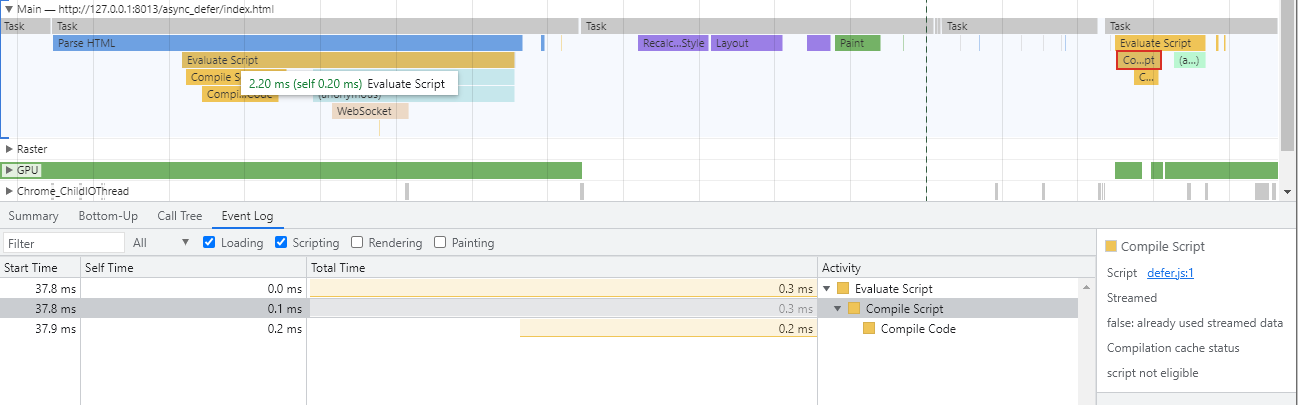 Main — http://127.0.0.1:8013/async_defer/index.html
Task Task Task Task Task
Parse HTML Recalc...Style Layout Paint Evaluate Script
Evaluate Script Co...pt (a...)
Compile S C...
2.20 ms (self 0.20 ms) Evaluate Script
Compi...Code (anonymous)
WebSocket
Raster
GPU
Chrome_ChildIOThread
Summary Bottom-Up Call Tree Event Log
Filter All Loading Scripting Rendering Painting
Start Time Self Time Total Time Activity
37.8 ms 0.0 ms 0.3 ms Evaluate Script
37.8 ms 0.1 ms 0.3 ms Compile Script
37.9 ms 0.2 ms 0.2 ms Compile Code
Compile Script
Script defer.js:1
Streamed
false: already used streamed data
Compilation cache status
script not eligible